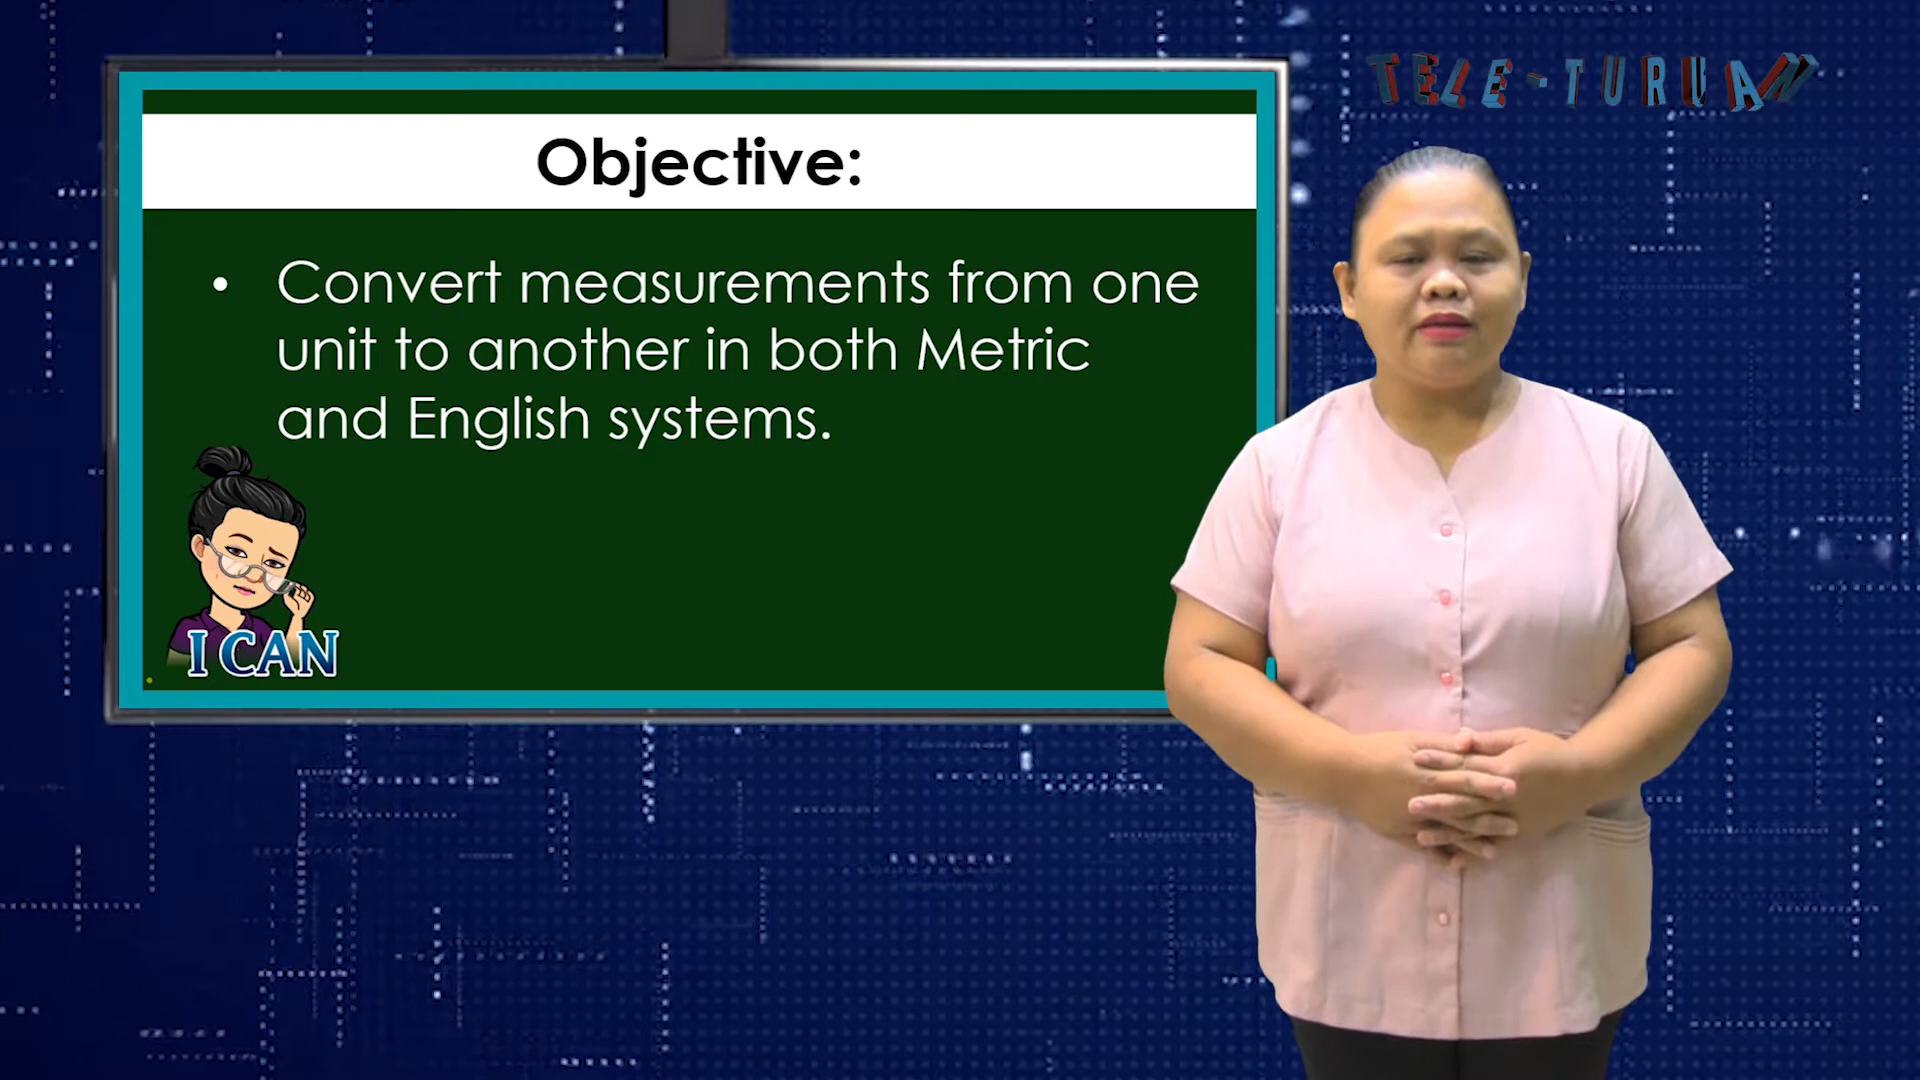 TELE-TURUAN
Objective:
• Convert measurements from one
unit to another in both Metric
and English systems.
I CAN